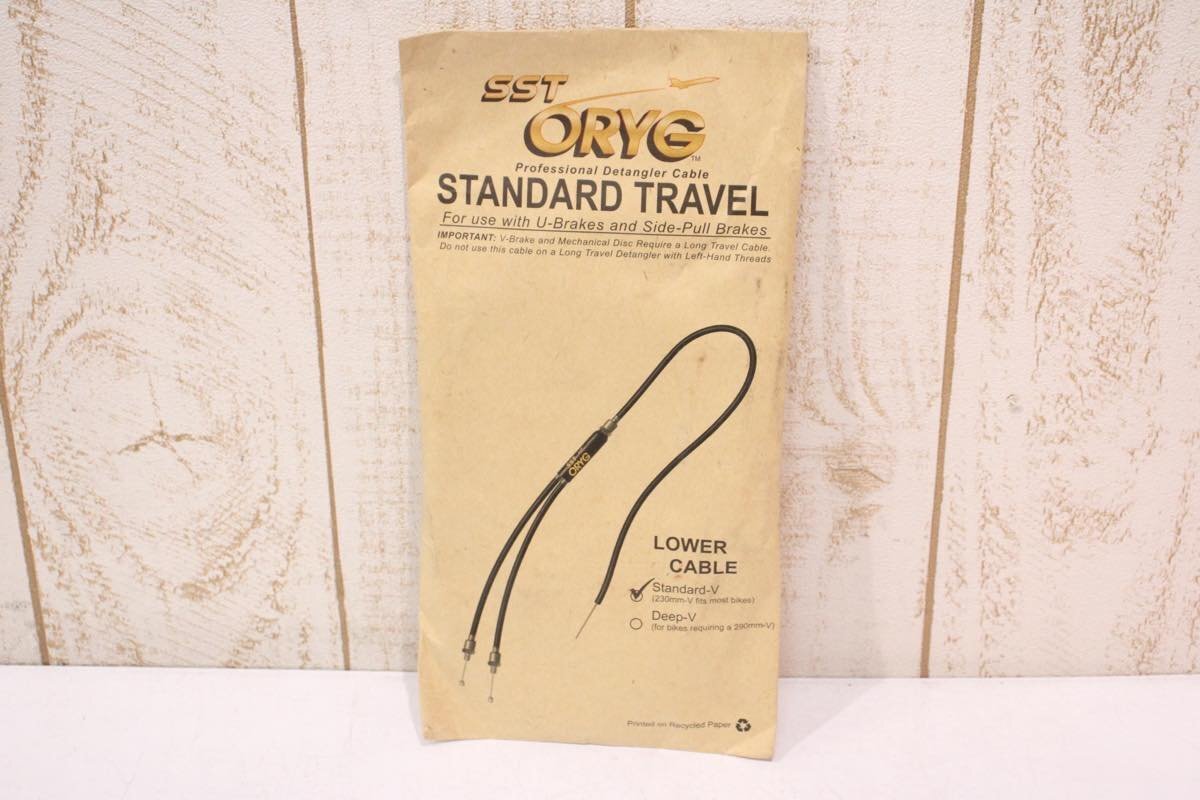 SST
ORYG™
Professional Detangler Cable
STANDARD TRAVEL
For use with U-Brakes and Side-Pull Brakes
IMPORTANT: V-Brake and Mechanical Disc Require a Long Travel Cable.
Do not use this cable on a Long Travel Detangler with Left-Hand Threads
SST
ORYG
LOWER
CABLE
Standard-V
(230mm-V fits most bikes)
Deep-V
(for bikes requiring a 290mm-V)
Printed on Recycled Paper